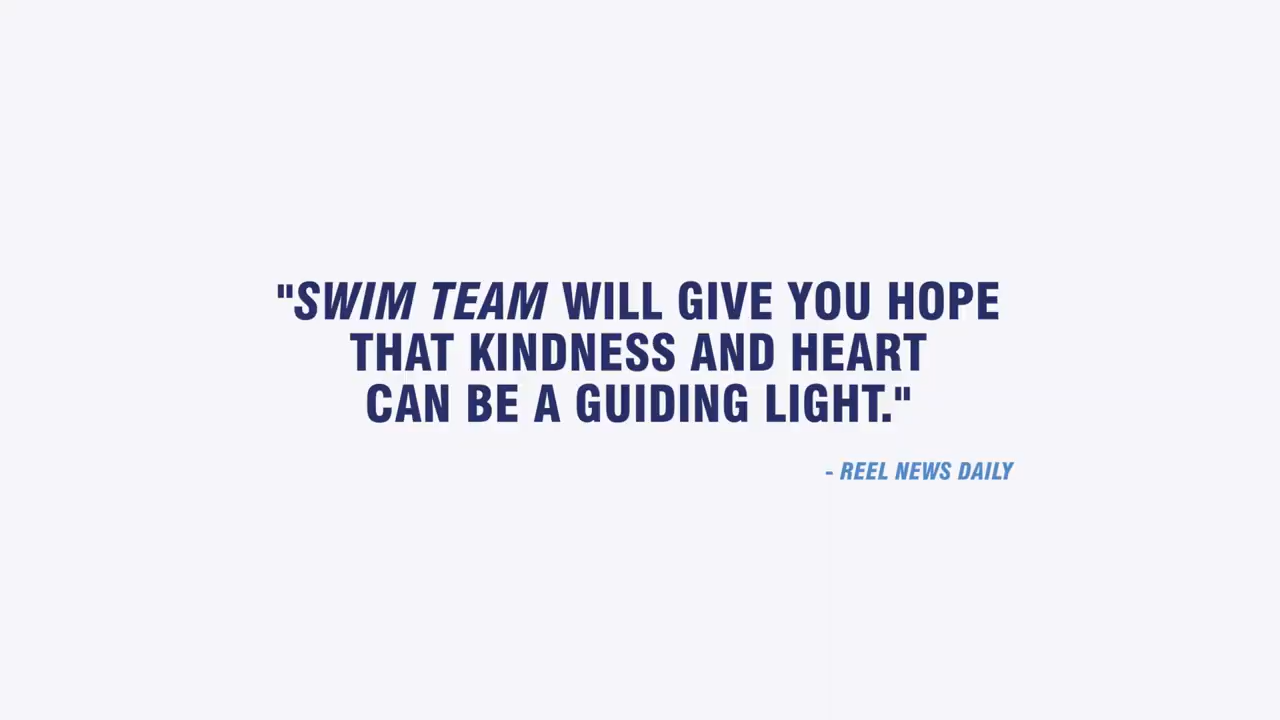 "SWIM TEAM WILL GIVE YOU HOPE
THAT KINDNESS AND HEART
CAN BE A GUIDING LIGHT."
- REEL NEWS DAILY